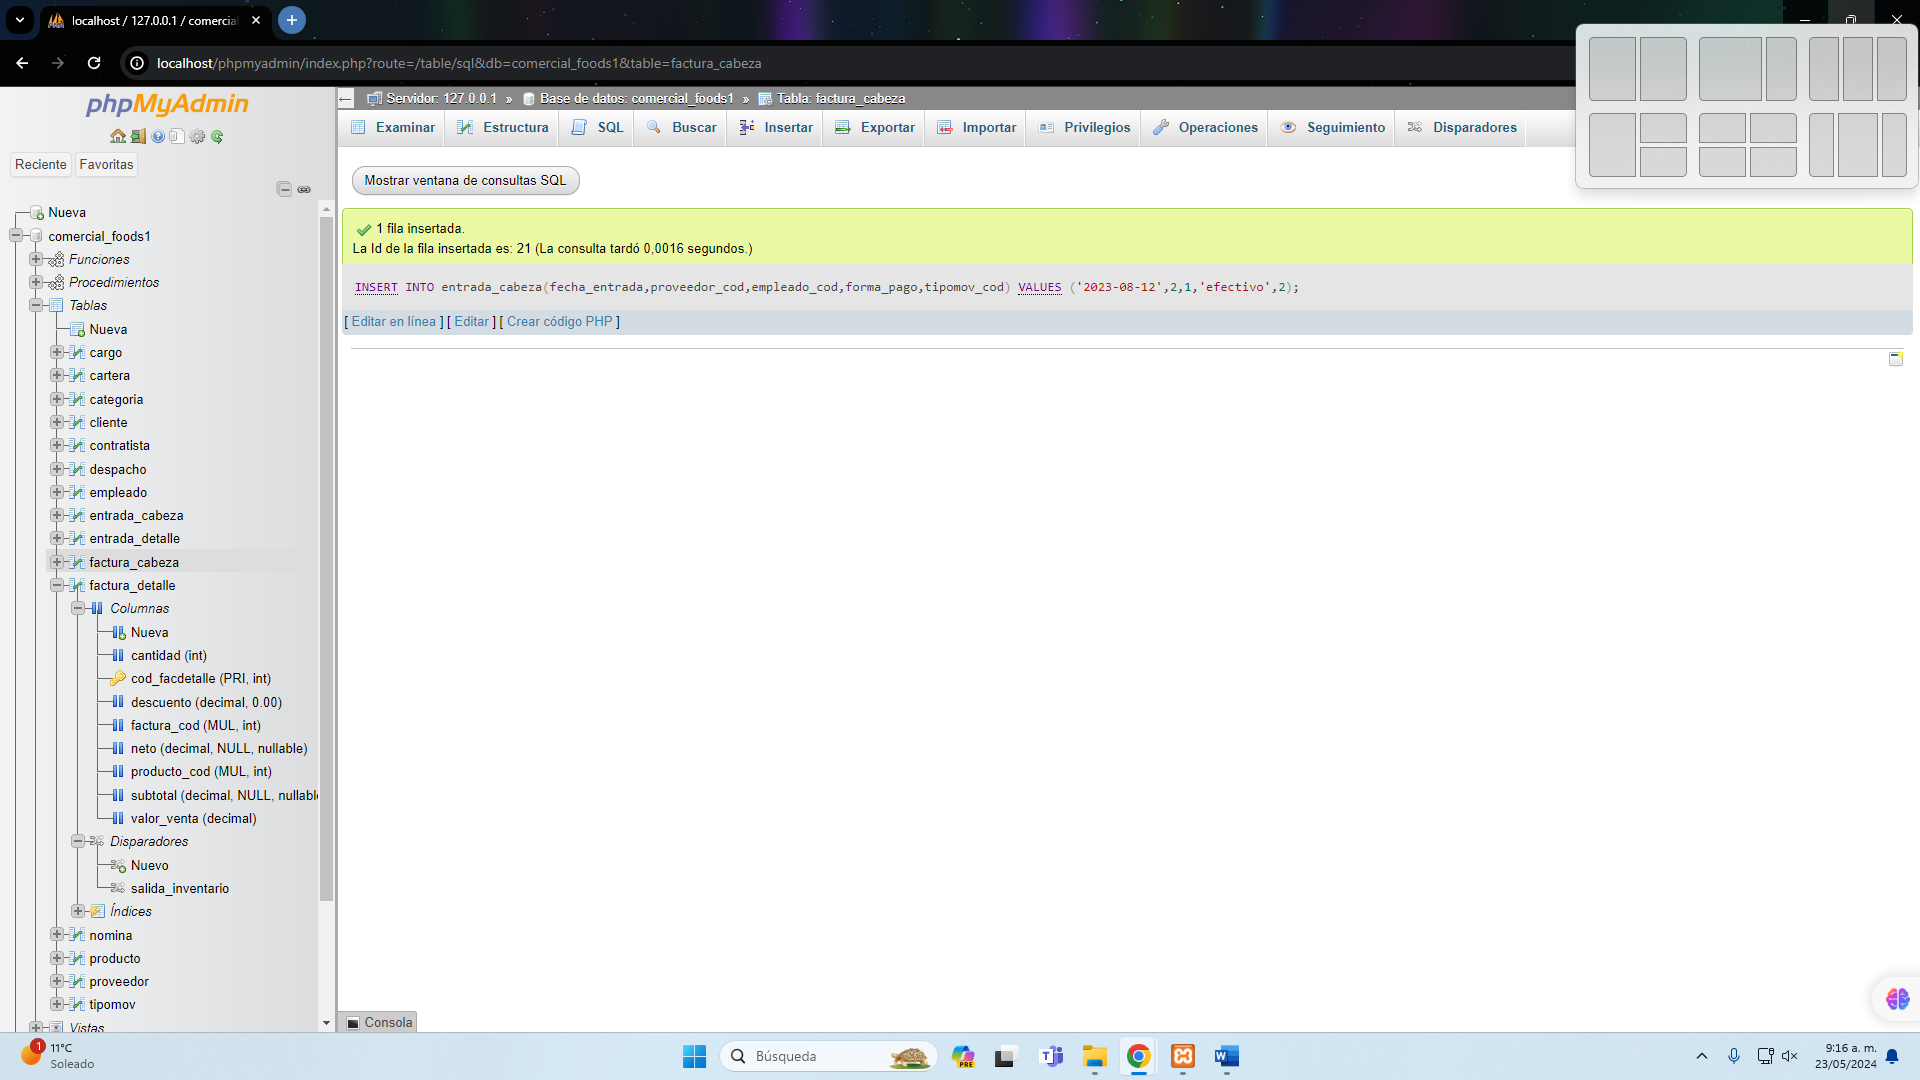 localhost / 127.0.0.1 / comercial
localhost/phpmyadmin/index.php?route=/table/sql&db=comercial_foods1&table=factura_cabeza
phpMyAdmin
Reciente Favoritas
Nueva
comercial_foods1
Funciones
Procedimientos
Tablas
Nueva
cargo
cartera
categoria
cliente
contratista
despacho
empleado
entrada_cabeza
entrada_detalle
factura_cabeza
factura_detalle
Columnas
Nueva
cantidad (int)
cod_facdetalle (PRI, int)
descuento (decimal, 0.00)
factura_cod (MUL, int)
neto (decimal, NULL, nullable)
producto_cod (MUL, int)
subtotal (decimal, NULL, nullabl
valor_venta (decimal)
Disparadores
Nuevo
salida_inventario
Índices
nomina
producto
proveedor
tipomov
Vistas
Servidor: 127.0.0.1 » Base de datos: comercial_foods1 » Tabla: factura_cabeza
Examinar Estructura SQL Buscar Insertar Exportar Importar Privilegios Operaciones Seguimiento Disparadores
Mostrar ventana de consultas SQL
1 fila insertada.
La Id de la fila insertada es: 21 (La consulta tardó 0,0016 segundos.)
INSERT INTO entrada_cabeza(fecha_entrada,proveedor_cod,empleado_cod,forma_pago,tipomov_cod) VALUES ('2023-08-12',2,1,'efectivo',2);
[ Editar en línea ] [ Editar ] [ Crear código PHP ]
Consola
1
11°C
Soleado
Búsqueda
PRE
9:16 a. m.
23/05/2024